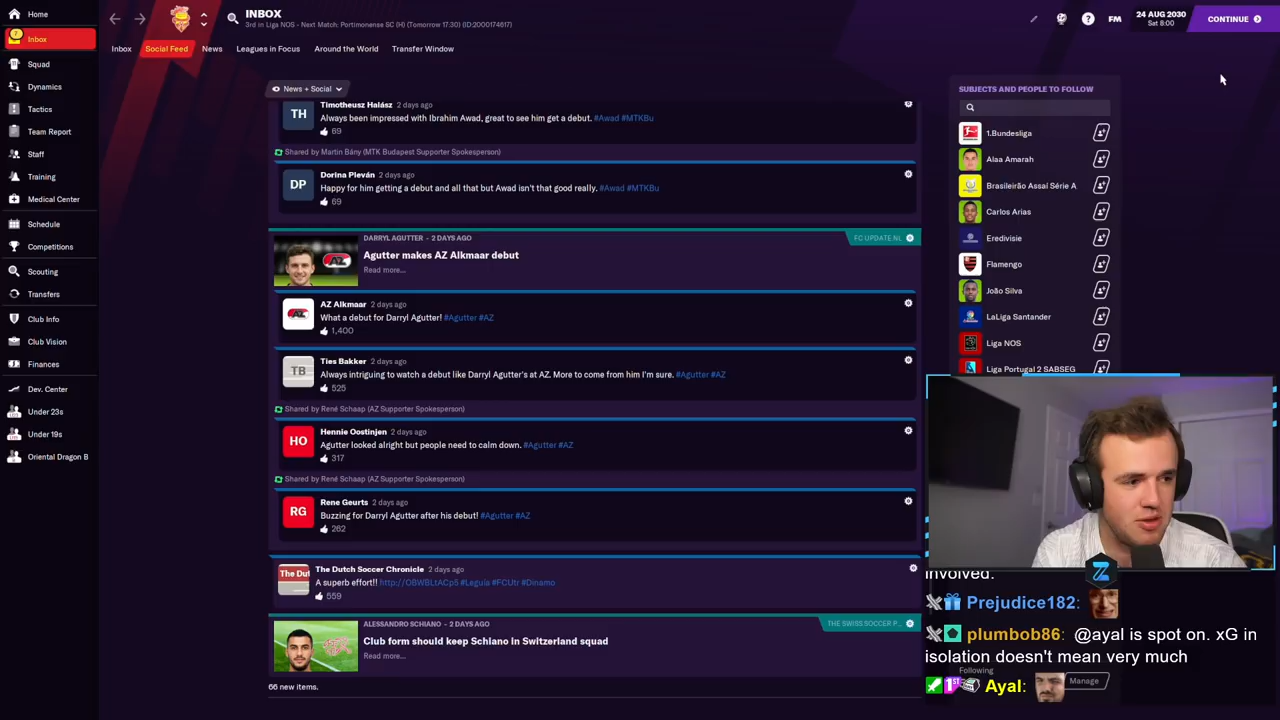 Home
Inbox
7
Squad
Dynamics
Tactics
Team Report
Staff
Training
Medical Center
Schedule
Competitions
Scouting
Transfers
Club Info
Club Vision
Finances
Dev. Center
Under 23s
Under 19s
Oriental Dragon B
INBOX
3rd in Liga NOS - Next Match: Portimonense SC (H) (Tomorrow 17:30) (ID:2000174617)
FM
24 AUG 2030
Sat 8:00
CONTINUE
Inbox
Social Feed
News
Leagues in Focus
Around the World
Transfer Window
News + Social
TH
Timotheusz Halász 2 days ago
Always been impressed with Ibrahim Awad, great to see him get a debut. #Awad #MTKBu
69
Shared by Martin Bány (MTK Budapest Supporter Spokesperson)
DP
Dorina Pleván 2 days ago
Happy for him getting a debut and all that but Awad isn't that good really. #Awad #MTKBu
69
DARRYL AGUTTER - 2 DAYS AGO
FC UPDATE NL
Agutter makes AZ Alkmaar debut
Read more...
AZ Alkmaar 2 days ago
What a debut for Darryl Agutter! #Agutter #AZ
1,400
TB
Ties Bakker 2 days ago
Always intriguing to watch a debut like Darryl Agutter's at AZ. More to come from him I'm sure. #Agutter #AZ
525
Shared by René Schaap (AZ Supporter Spokesperson)
HO
Hennie Oostinjen 2 days ago
Agutter looked alright but people need to calm down. #Agutter #AZ
317
Shared by René Schaap (AZ Supporter Spokesperson)
RG
Rene Geurts 2 days ago
Buzzing for Darryl Agutter after his debut! #Agutter #AZ
262
The Dut
The Dutch Soccer Chronicle 2 days ago
A superb effort!! http://OBWBLtACp5 #Leguía #FCUtr #Dinamo
559
ALESSANDRO SCHIANO - 2 DAYS AGO
THE SWISS SOCCER P...
Club form should keep Schiano in Switzerland squad
Read more...
66 new items.
SUBJECTS AND PEOPLE TO FOLLOW
1.Bundesliga
Alaa Amarah
Brasileirão Assaí Série A
Carlos Arias
Eredivisie
Flamengo
João Silva
LaLiga Santander
Liga NOS
Liga Portugal 2 SABSEG
involved.
Prejudice182:
plumbob86: @ayal is spot on. xG in
isolation doesn't mean very much
Following
1ST Ayal:
Manage